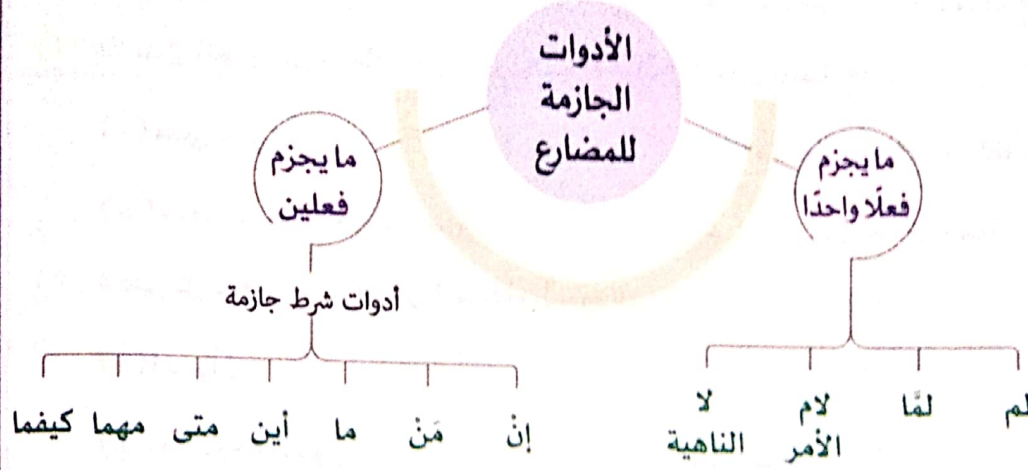 الأدوات
الجازمة
للمضارع
ما يجزم
فعلًا واحدًا
لم
لمَّا
لام
الأمر
لا
الناهية
ما يجزم
فعلين
أدوات شرط جازمة
إنْ
مَنْ
ما
أين
متى
مهما
كيفما